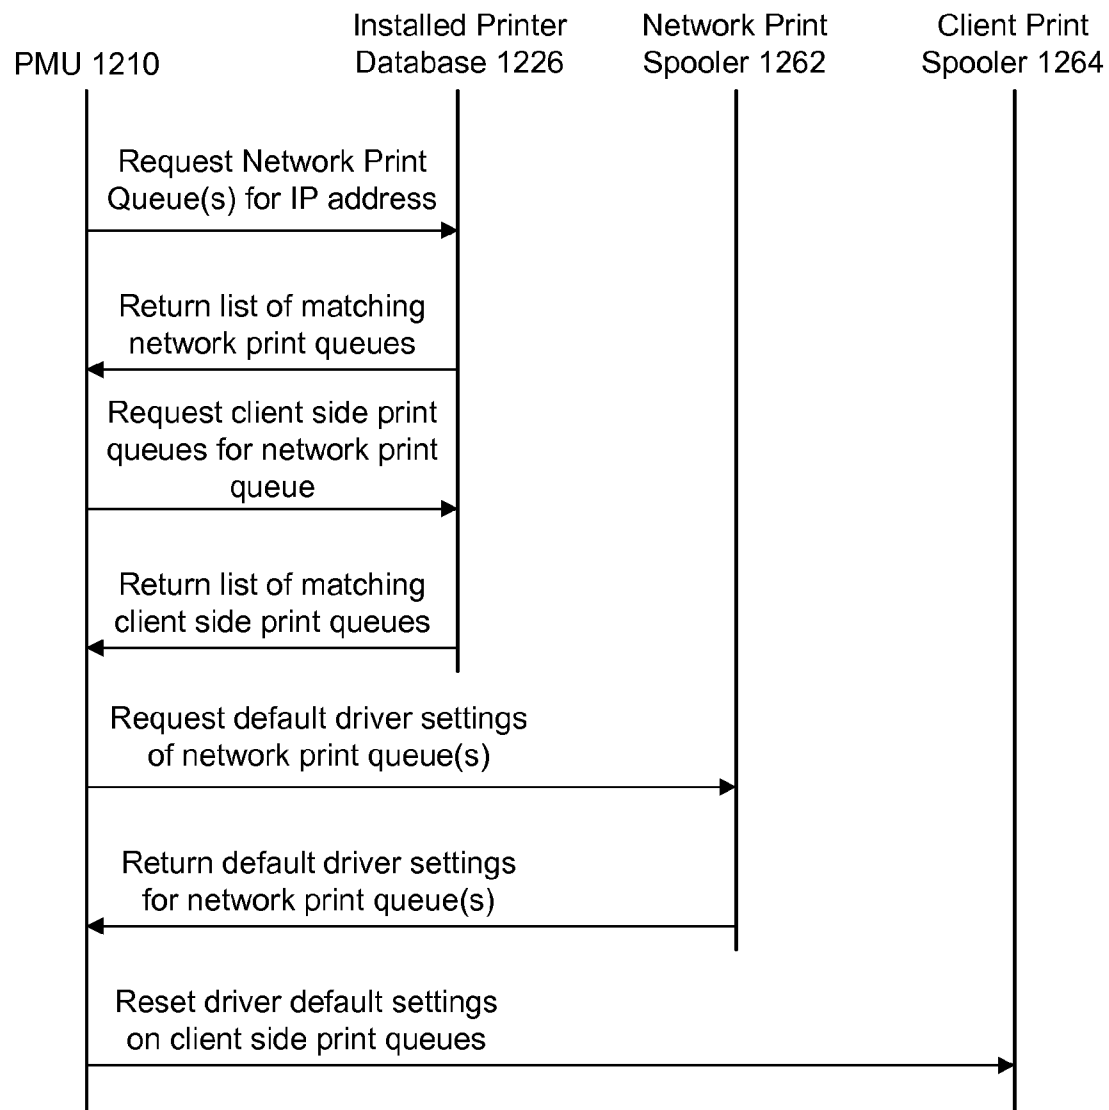 PMU 1210
Installed Printer
Database 1226
Network Print
Spooler 1262
Client Print
Spooler 1264
Request Network Print
Queue(s) for IP address
Return list of matching
network print queues
Request client side print
queues for network print
queue
Return list of matching
client side print queues
Request default driver settings
of network print queue(s)
Return default driver settings
for network print queue(s)
Reset driver default settings
on client side print queues